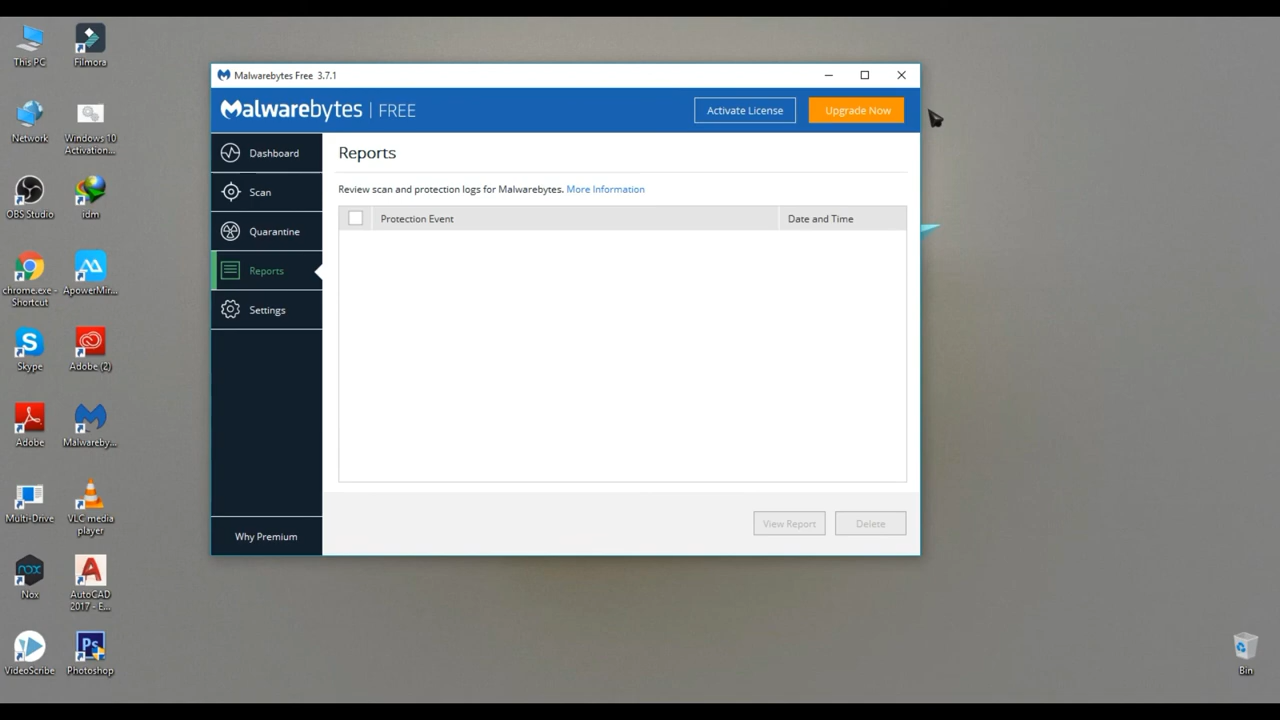 This PC
Filmora
Network
Windows 10
Activation...
OBS Studio
idm
chrome.exe -
Shortcut
ApowerMir...
Skype
Adobe (2)
Adobe
Malwareby...
Multi-Drive
VLC media
player
Nox
nox
AutoCAD
2017 - E...
VideoScribe
Photoshop
Ps
Malwarebytes Free 3.7.1
Malwarebytes | FREE
Activate License
Upgrade Now
Dashboard
Scan
Quarantine
Reports
Settings
Why Premium
Reports
Review scan and protection logs for Malwarebytes. More Information
Protection Event
Date and Time
View Report
Delete
Bin